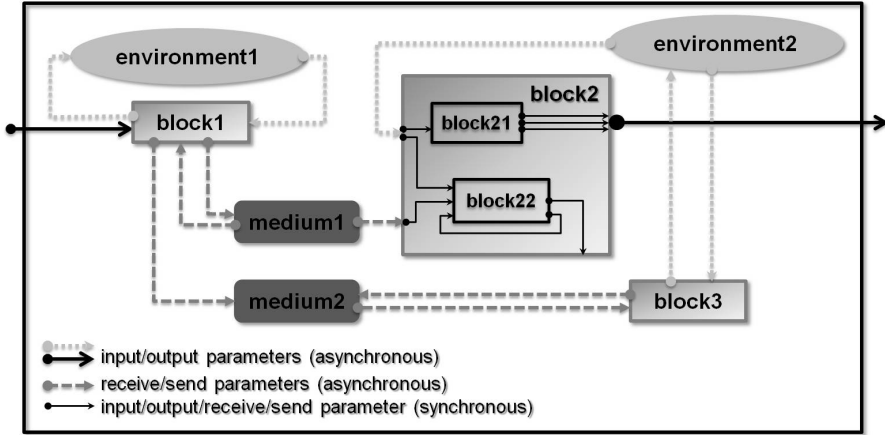 environment1
environment2
block1
block2
block21
block22
medium1
medium2
block3
input/output parameters (asynchronous)
receive/send parameters (asynchronous)
input/output/receive/send parameter (synchronous)